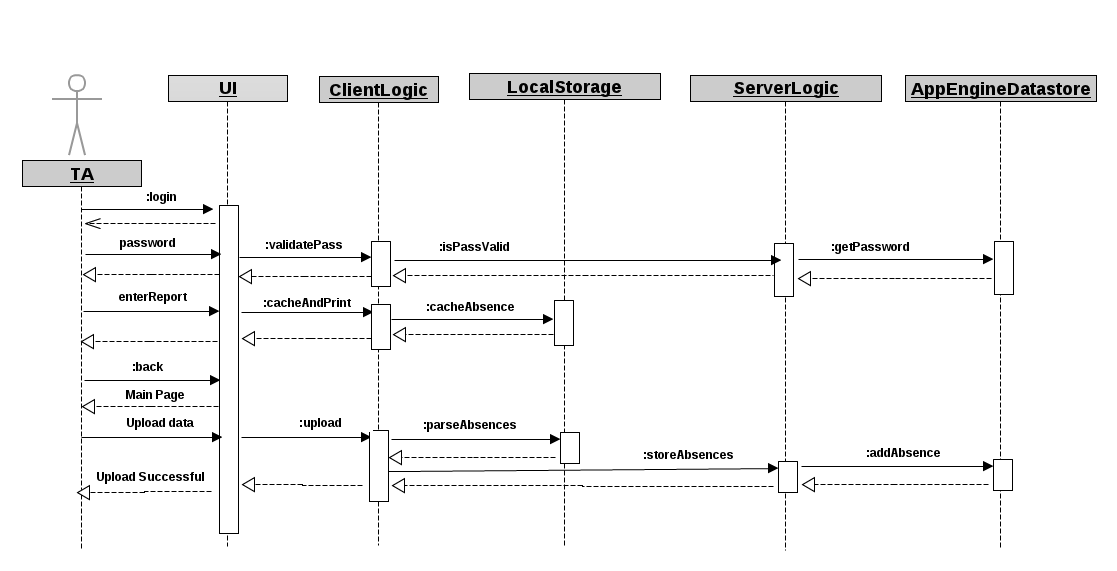 UI
ClientLogic
LocalStorage
ServerLogic
AppEngineDatastore
TA
:login
password
:validatePass
:isPassValid
:getPassword
enterReport
:cacheAndPrint
:cacheAbsence
:back
Main Page
Upload data
:upload
:parseAbsences
:storeAbsences
:addAbsence
Upload Successful